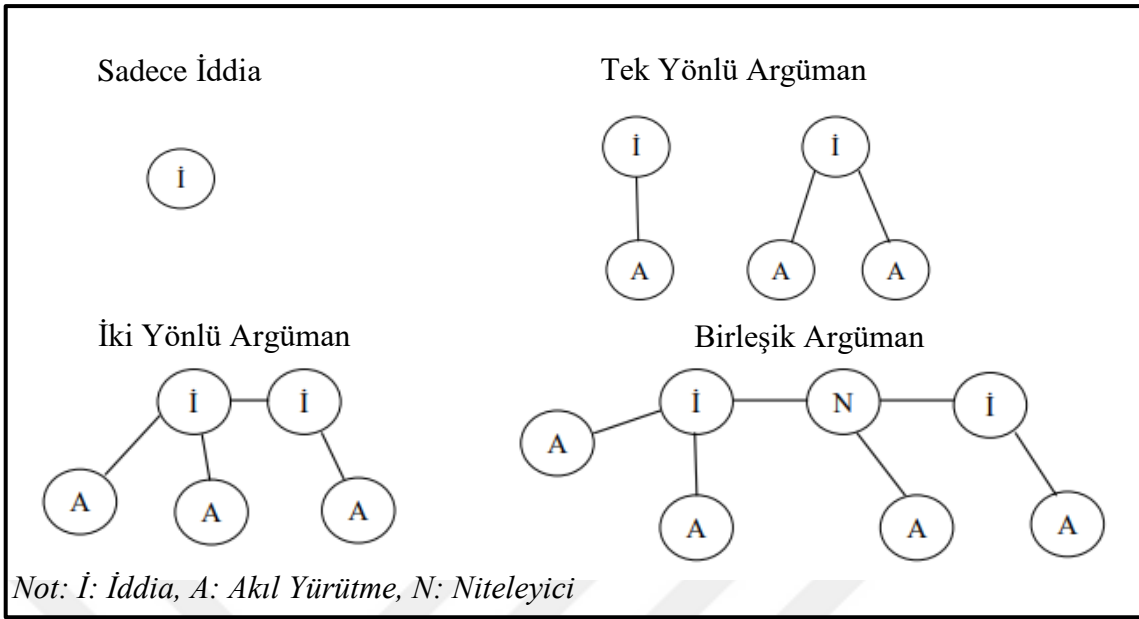 Sadece İddia
Tek Yönlü Argüman
İ
İ
İ
A
A
A
İki Yönlü Argüman
Birleşik Argüman
İ
İ
İ
N
İ
A
A
A
A
A
A
A
Not: İ: İddia, A: Akıl Yürütme, N: Niteleyici